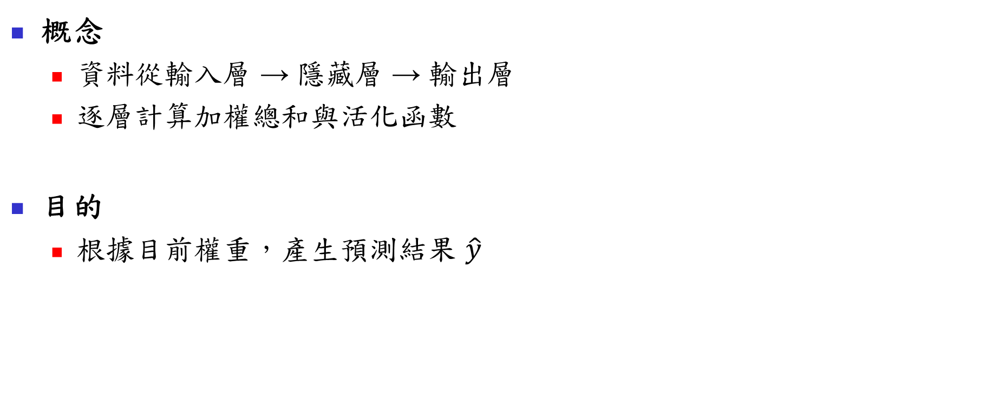 概念
資料從輸入層 → 隱藏層 → 輸出層
逐層計算加權總和與活化函數
目的
根據目前權重，產生預測結果 ŷ